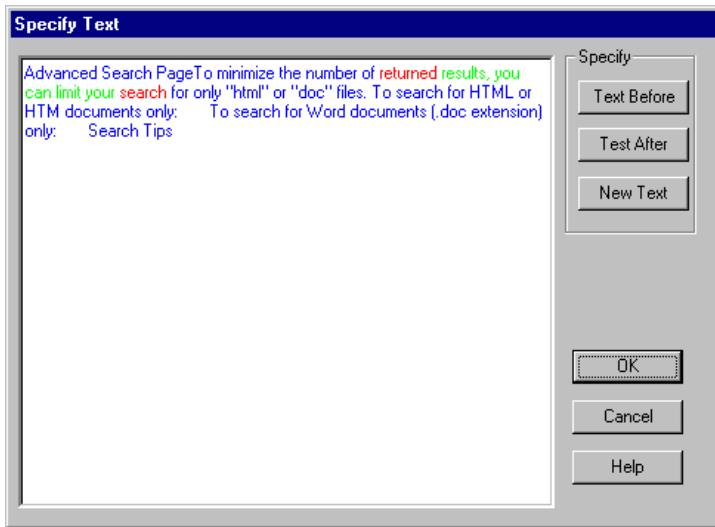 Specify Text
Advanced Search PageTo minimize the number of returned results, you
can limit your search for only "html" or "doc" files. To search for HTML or
HTM documents only:      To search for Word documents (.doc extension)
only:      Search Tips
Specify
Text Before
Test After
New Text
OK
Cancel
Help